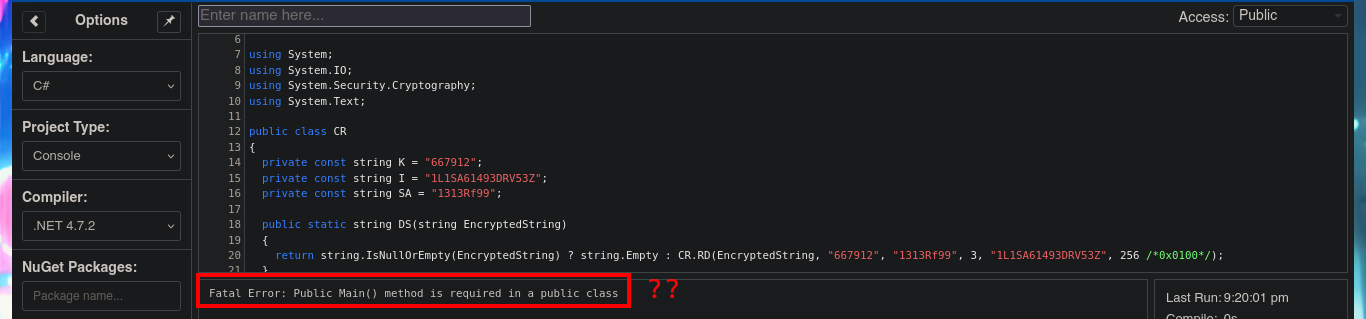 Options
Language:
C#
Project Type:
Console
Compiler:
.NET 4.7.2
NuGet Packages:
Package name...
Enter name here...
Access: Public
6
7 using System;
8 using System.IO;
9 using System.Security.Cryptography;
10 using System.Text;
11
12 public class CR
13 {
14 private const string K = "667912";
15 private const string I = "1L1SA61493DRV53Z";
16 private const string SA = "1313Rf99";
17
18 public static string DS(string EncryptedString)
19 {
20 return string.IsNullOrEmpty(EncryptedString) ? string.Empty : CR.RD(EncryptedString, "667912", "1313Rf99", 3, "1L1SA61493DRV53Z", 256 /*0x0100*/);
21 }
Fatal Error: Public Main() method is required in a public class ??
Last Run: 9:20:01 pm
Compile: 0s